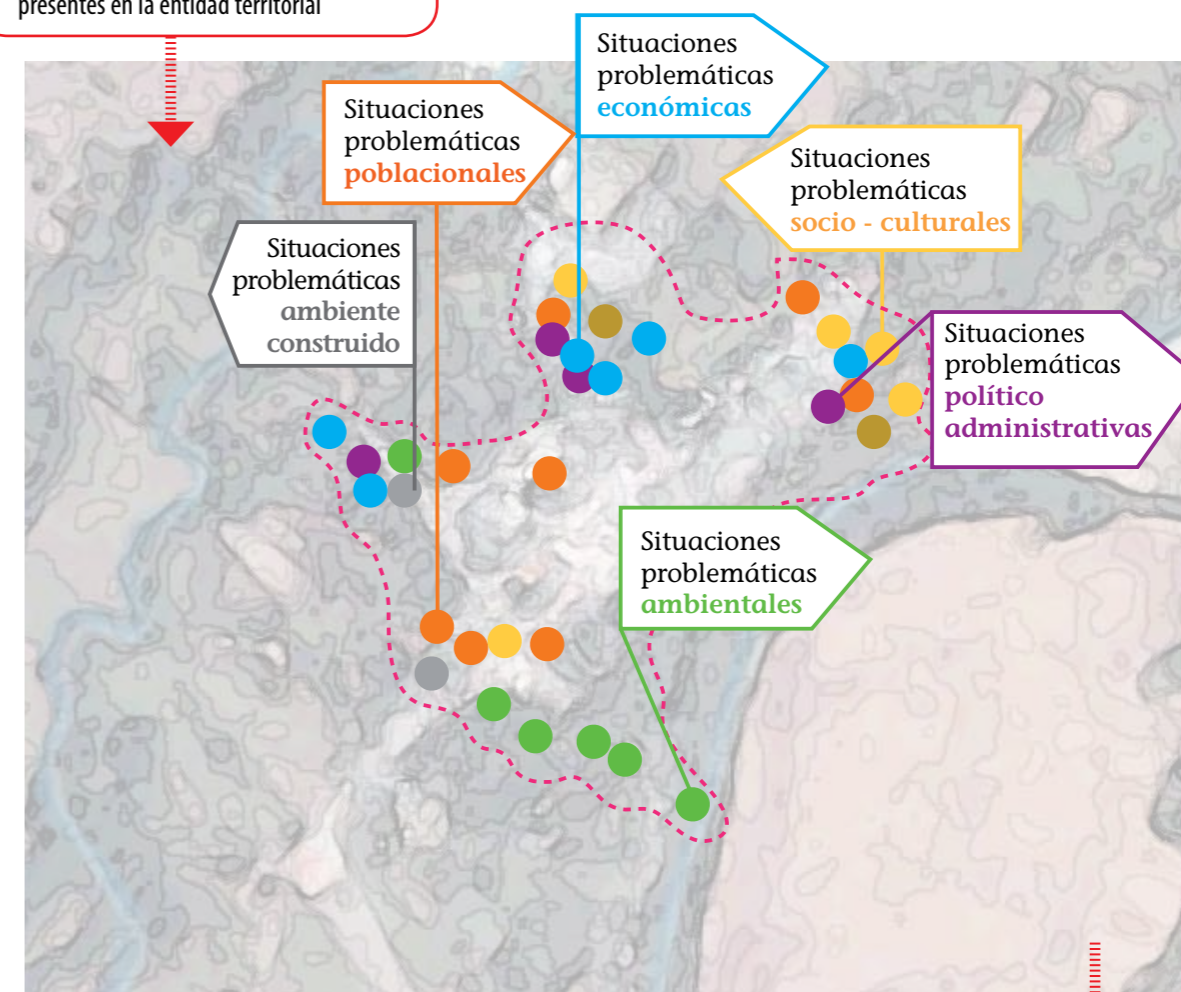 presentes en la entidad territorial
Situaciones
problemáticas
económicas
Situaciones
problemáticas
poblacionales
Situaciones
problemáticas
socio - culturales
Situaciones
problemáticas
ambiente
construido
Situaciones
problemáticas
político
administrativas
Situaciones
problemáticas
ambientales